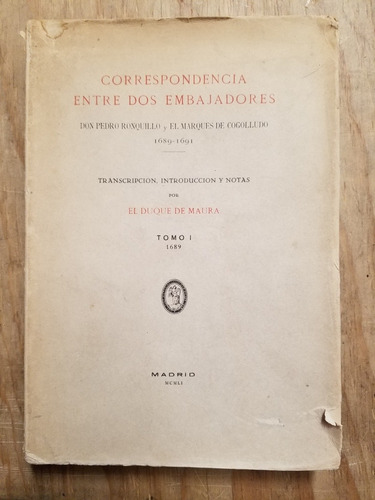 CORRESPONDENCIA
ENTRE DOS EMBAJADORES
DON PEDRO RONQUILLO y EL MARQUES DE COGOLLUDO
1689-1691
TRANSCRIPCION, INTRODUCCION Y NOTAS
POR
EL DUQUE DE MAURA
TOMO I
1689
MADRID
MCMLI